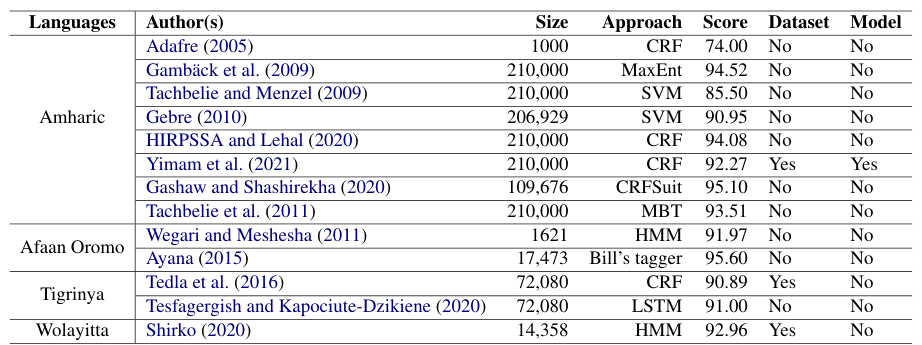 Languages Author(s) Size Approach Score Dataset Model
Adafre (2005) 1000 CRF 74.00 No No
Gambäck et al. (2009) 210,000 MaxEnt 94.52 No No
Tachbelie and Menzel (2009) 210,000 SVM 85.50 No No
Amharic Gebre (2010) 206,929 SVM 90.95 No No
HIRPSSA and Lehal (2020) 210,000 CRF 94.08 No No
Yimam et al. (2021) 210,000 CRF 92.27 Yes Yes
Gashaw and Shashirekha (2020) 109,676 CRFSuit 95.10 No No
Tachbelie et al. (2011) 210,000 MBT 93.51 No No
Afaan Oromo Wegari and Meshesha (2011) 1621 HMM 91.97 No No
Ayana (2015) 17,473 Bill's tagger 95.60 No No
Tigrinya Tedla et al. (2016) 72,080 CRF 90.89 Yes No
Tesfagergish and Kapociute-Dzikiene (2020) 72,080 LSTM 91.00 No No
Wolayitta Shirko (2020) 14,358 HMM 92.96 Yes No